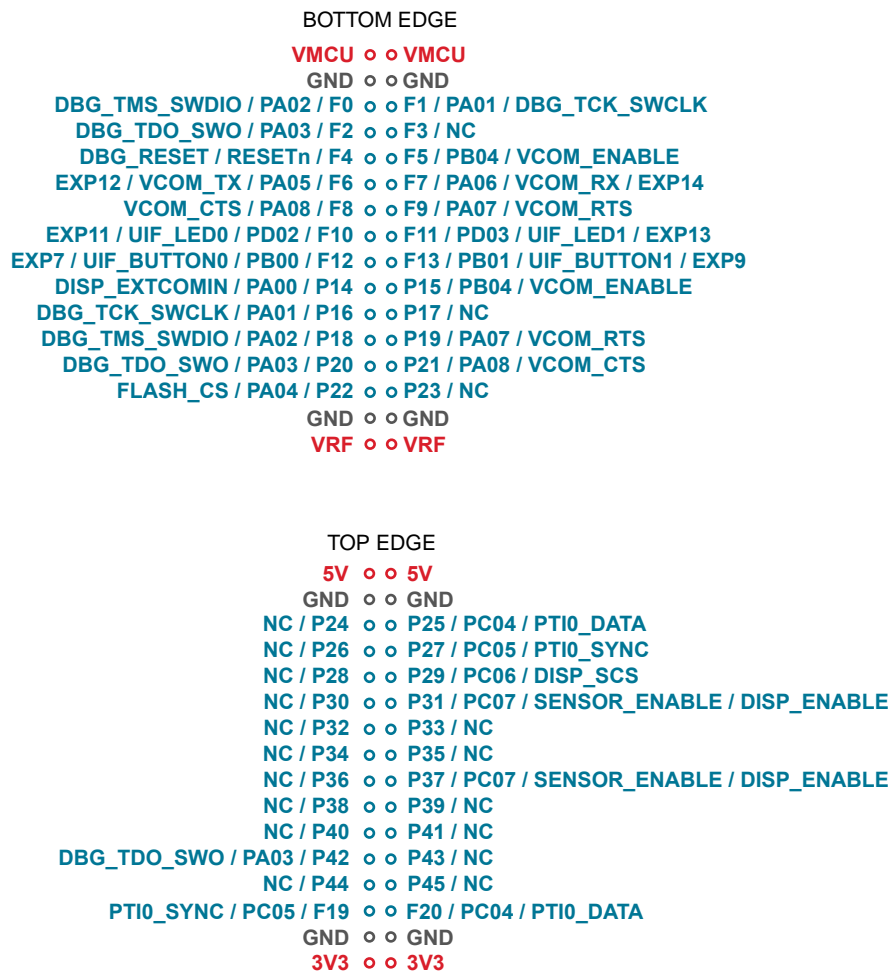 BOTTOM EDGE
VMCU VMCU
GND GND
DBG_TMS_SWDIO / PA02 / F0 F1 / PA01 / DBG_TCK_SWCLK
DBG_TDO_SWO / PA03 / F2 F3 / NC
DBG_RESET / RESETn / F4 F5 / PB04 / VCOM_ENABLE
EXP12 / VCOM_TX / PA05 / F6 F7 / PA06 / VCOM_RX / EXP14
VCOM_CTS / PA08 / F8 F9 / PA07 / VCOM_RTS
EXP11 / UIF_LED0 / PD02 / F10 F11 / PD03 / UIF_LED1 / EXP13
EXP7 / UIF_BUTTON0 / PB00 / F12 F13 / PB01 / UIF_BUTTON1 / EXP9
DISP_EXTCOMIN / PA00 / P14 P15 / PB04 / VCOM_ENABLE
DBG_TCK_SWCLK / PA01 / P16 P17 / NC
DBG_TMS_SWDIO / PA02 / P18 P19 / PA07 / VCOM_RTS
DBG_TDO_SWO / PA03 / P20 P21 / PA08 / VCOM_CTS
FLASH_CS / PA04 / P22 P23 / NC
GND GND
VRF VRF
TOP EDGE
5V 5V
GND GND
NC / P24 P25 / PC04 / PTI0_DATA
NC / P26 P27 / PC05 / PTI0_SYNC
NC / P28 P29 / PC06 / DISP_SCS
NC / P30 P31 / PC07 / SENSOR_ENABLE / DISP_ENABLE
NC / P32 P33 / NC
NC / P34 P35 / NC
NC / P36 P37 / PC07 / SENSOR_ENABLE / DISP_ENABLE
NC / P38 P39 / NC
NC / P40 P41 / NC
DBG_TDO_SWO / PA03 / P42 P43 / NC
NC / P44 P45 / NC
PTI0_SYNC / PC05 / F19 F20 / PC04 / PTI0_DATA
GND GND
3V3 3V3